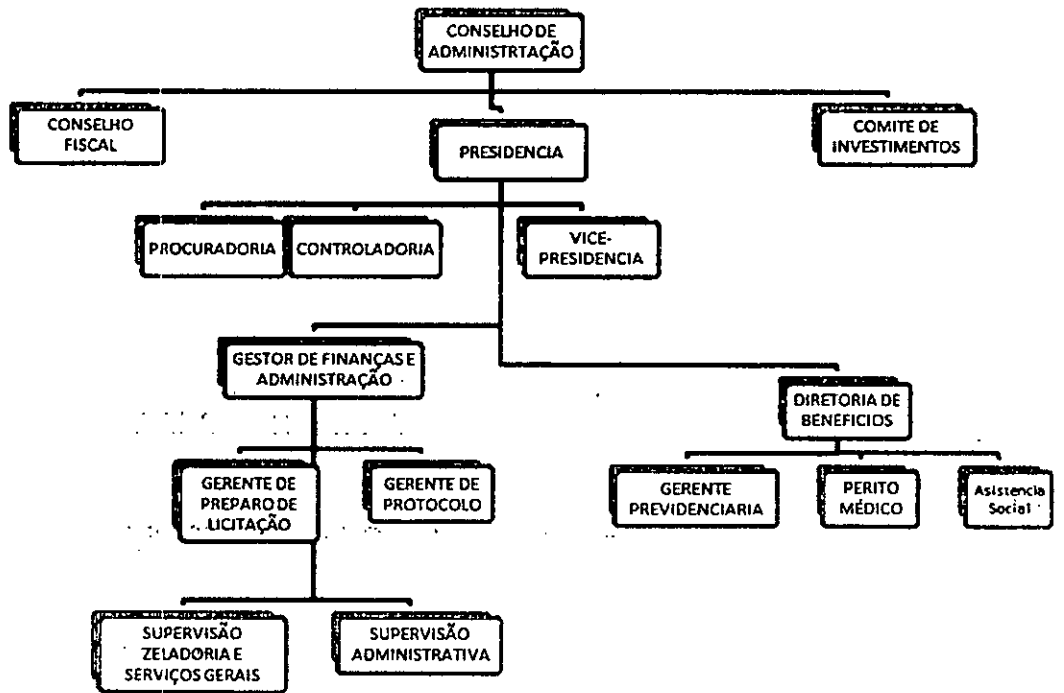 CONSELHO DE
ADMINISTRTAÇÃO
CONSELHO
FISCAL
PRESIDENCIA
COMITE DE
INVESTIMENTOS
PROCURADORIA
CONTROLADORIA
VICE-
PRESIDENCIA
GESTOR DE FINANÇAS E
ADMINISTRAÇÃO
DIRETORIA DE
BENEFICIOS
GERENTE DE
PREPARO DE
LICITAÇÃO
GERENTE DE
PROTOCOLO
GERENTE
PREVIDENCIARIA
PERITO
MÉDICO
Asistencia
Social
SUPERVISÃO
ZELADORIA E
SERVIÇOS GERAIS
SUPERVISÃO
ADMINISTRATIVA